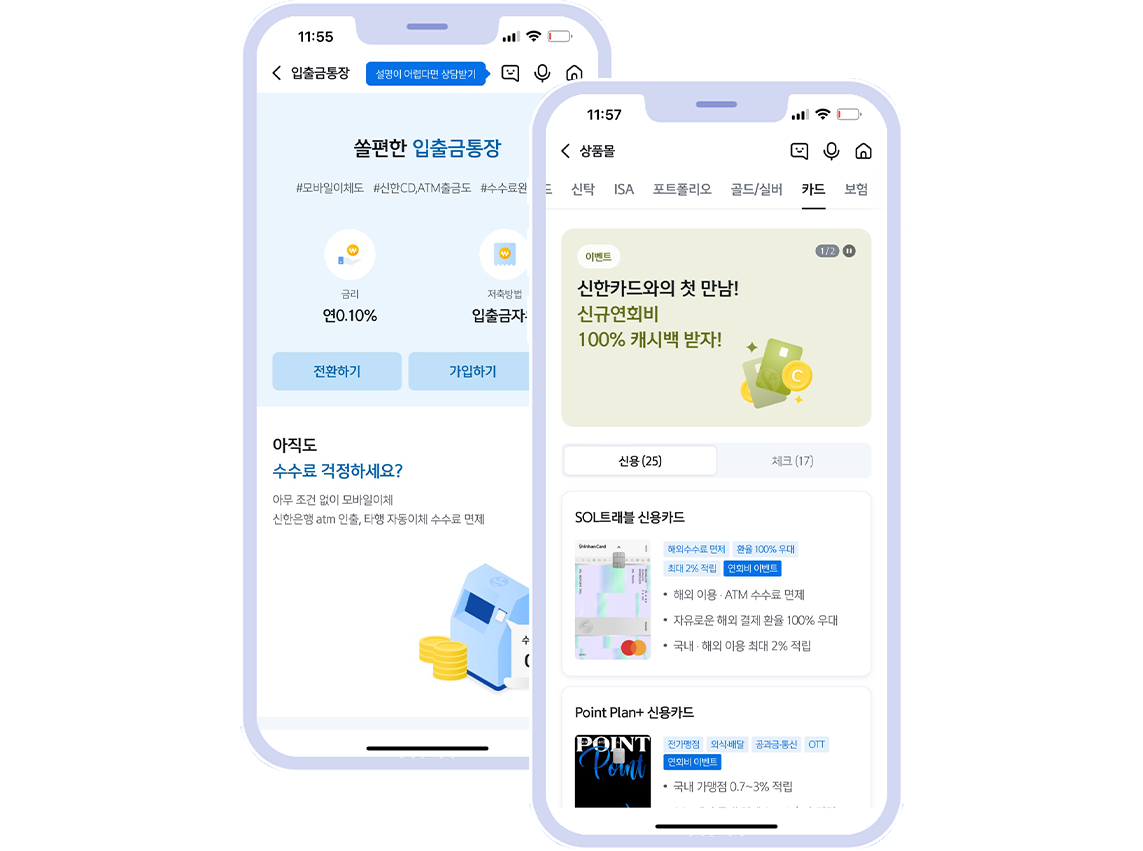 11:55
입출금통장
설명이 어렵다면 상담받기
쏠편한 입출금통장
#모바일이체도 #신한CD,ATM출금도 #수수료완
금리
연0.10%
저축방법
입출금자
전환하기
가입하기
아직도
수수료 걱정하세요?
아무 조건 없이 모바일이체
신한은행 atm 인출, 타행 자동이체 수수료 면제
수
0
11:57
상품몰
드 신탁 ISA 포트폴리오 골드/실버 카드 보험
이벤트
1/2
신한카드와의 첫 만남!
신규연회비
100% 캐시백 받자!
C
신용 (25)
체크 (17)
SOL트래블 신용카드
Shinhan Card
해외수수료 면제 환율 100% 우대
최대 2% 적립 연회비 이벤트
• 해외 이용 · ATM 수수료 면제
• 자유로운 해외 결제 환율 100% 우대
• 국내 · 해외 이용 최대 2% 적립
Point Plan+ 신용카드
POINT
Point
전가맹점 외식·배달 공과금·통신 OTT
연회비 이벤트
• 국내 가맹점 0.7~3% 적립